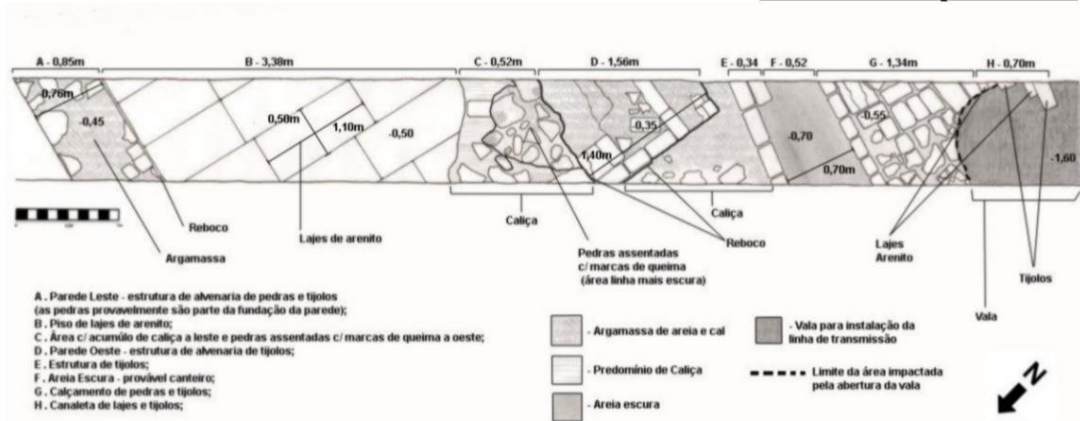 A - 0,85m
B - 3,38m
C - 0,52m
D - 1,56m
E - 0,34
F - 0,52
G - 1,34m
H - 0,70m
0,76m
-0,45
0,50m
1,10m
-0,50
1,40m
-0,35
-0,70
0,70m
-0,55
-1,60
Reboco
Argamassa
Lajes de arenito
Caliça
Pedras assentadas
c/ marcas de queima
(área linha mais escura)
Caliça
Reboco
Lajes
Arenito
Tijolos
Vala
A . Parede Leste - estrutura de alvenaria de pedras e tijolos
(as pedras provavelmente são parte da fundação da parede);
B . Piso de lajes de arenito;
C . Área c/ acumúlo de caliça a leste e pedras assentadas c/ marcas de queima a oeste;
D . Parede Oeste - estrutura de alvenaria de tijolos;
E . Estrutura de tijolos;
F . Areia Escura - provável canteiro;
G . Calçamento de pedras e tijolos;
H . Canaleta de lajes e tijolos;
- Argamassa de areia e cal
- Predomínio de Caliça
- Areia escura
- Vala para instalação da
linha de transmissão
- Limite da área impactada
pela abertura da vala
N